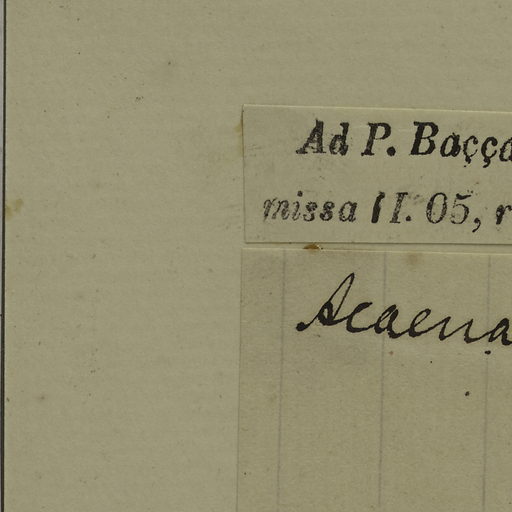 Ad P. Baçça
missa II. 05, r
Acaena